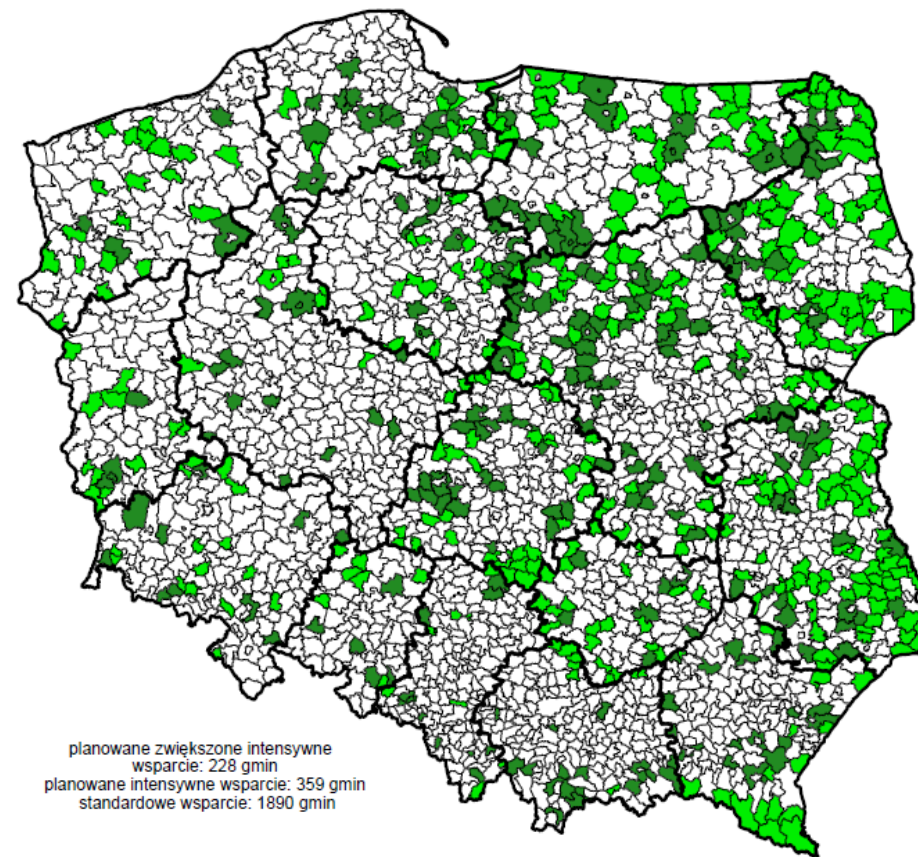 planowane zwiększone intensywne
wsparcie: 228 gmin
planowane intensywne wsparcie: 359 gmin
standardowe wsparcie: 1890 gmin